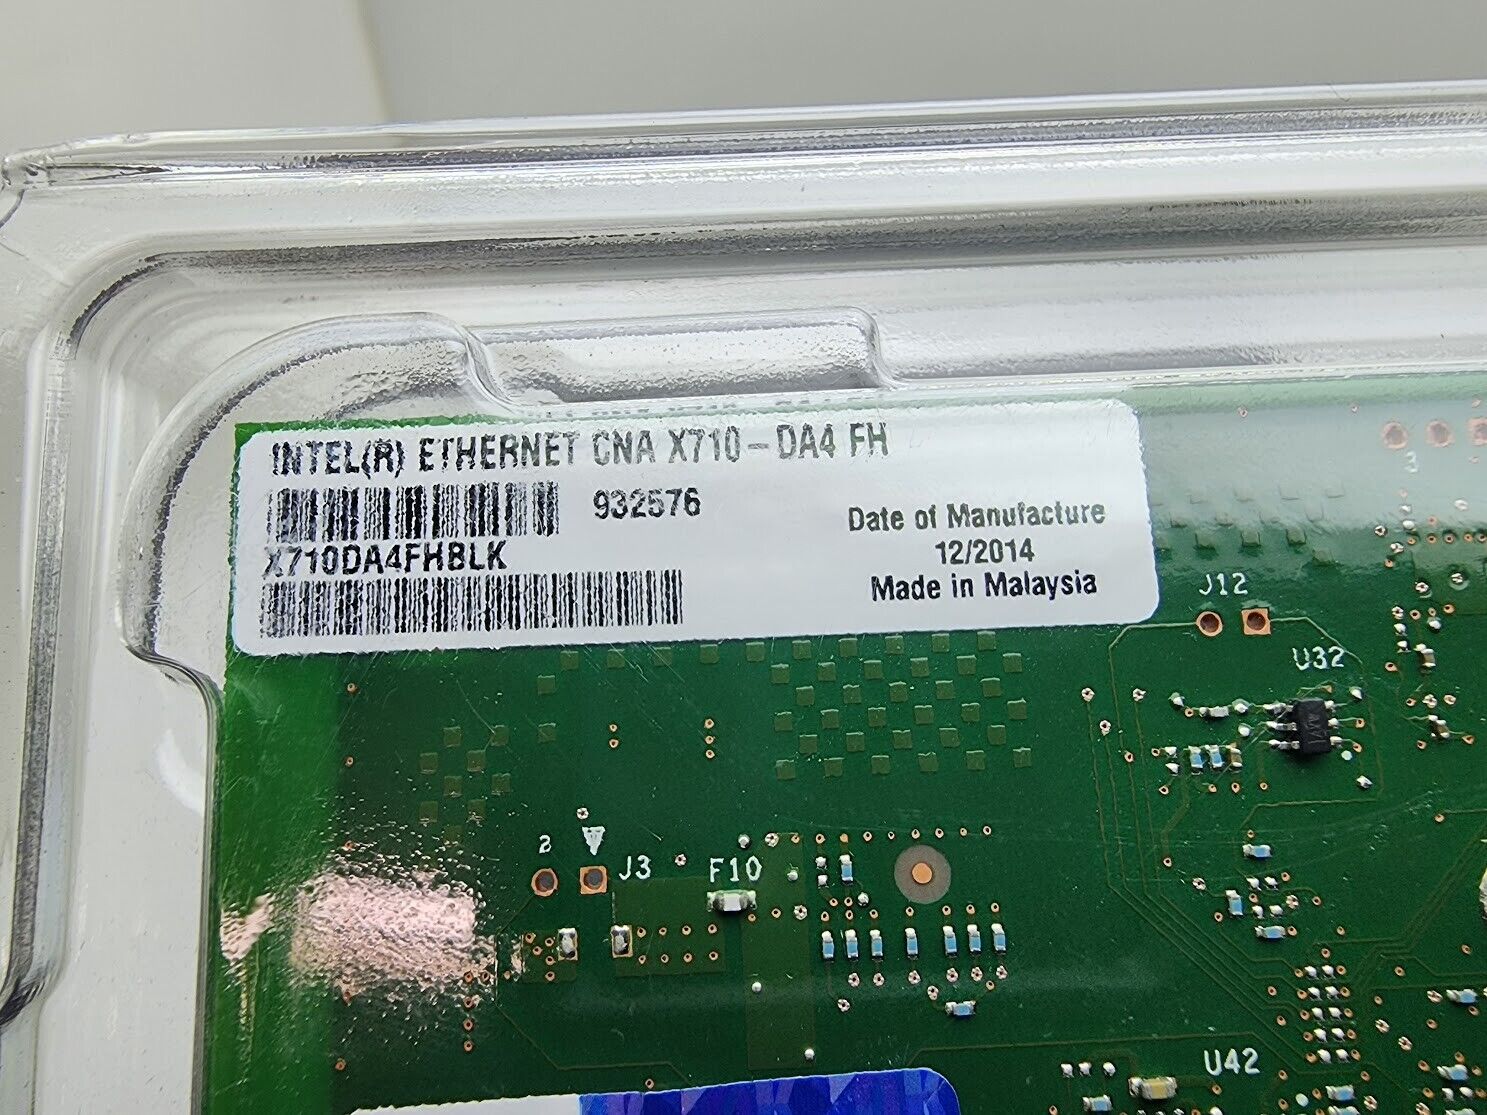 INTEL(R) ETHERNET CNA X710-DA4 FH
932576
X710DA4FHBLK
Date of Manufacture
12/2014
Made in Malaysia
3
J12
U32
2
J3
F10
U42